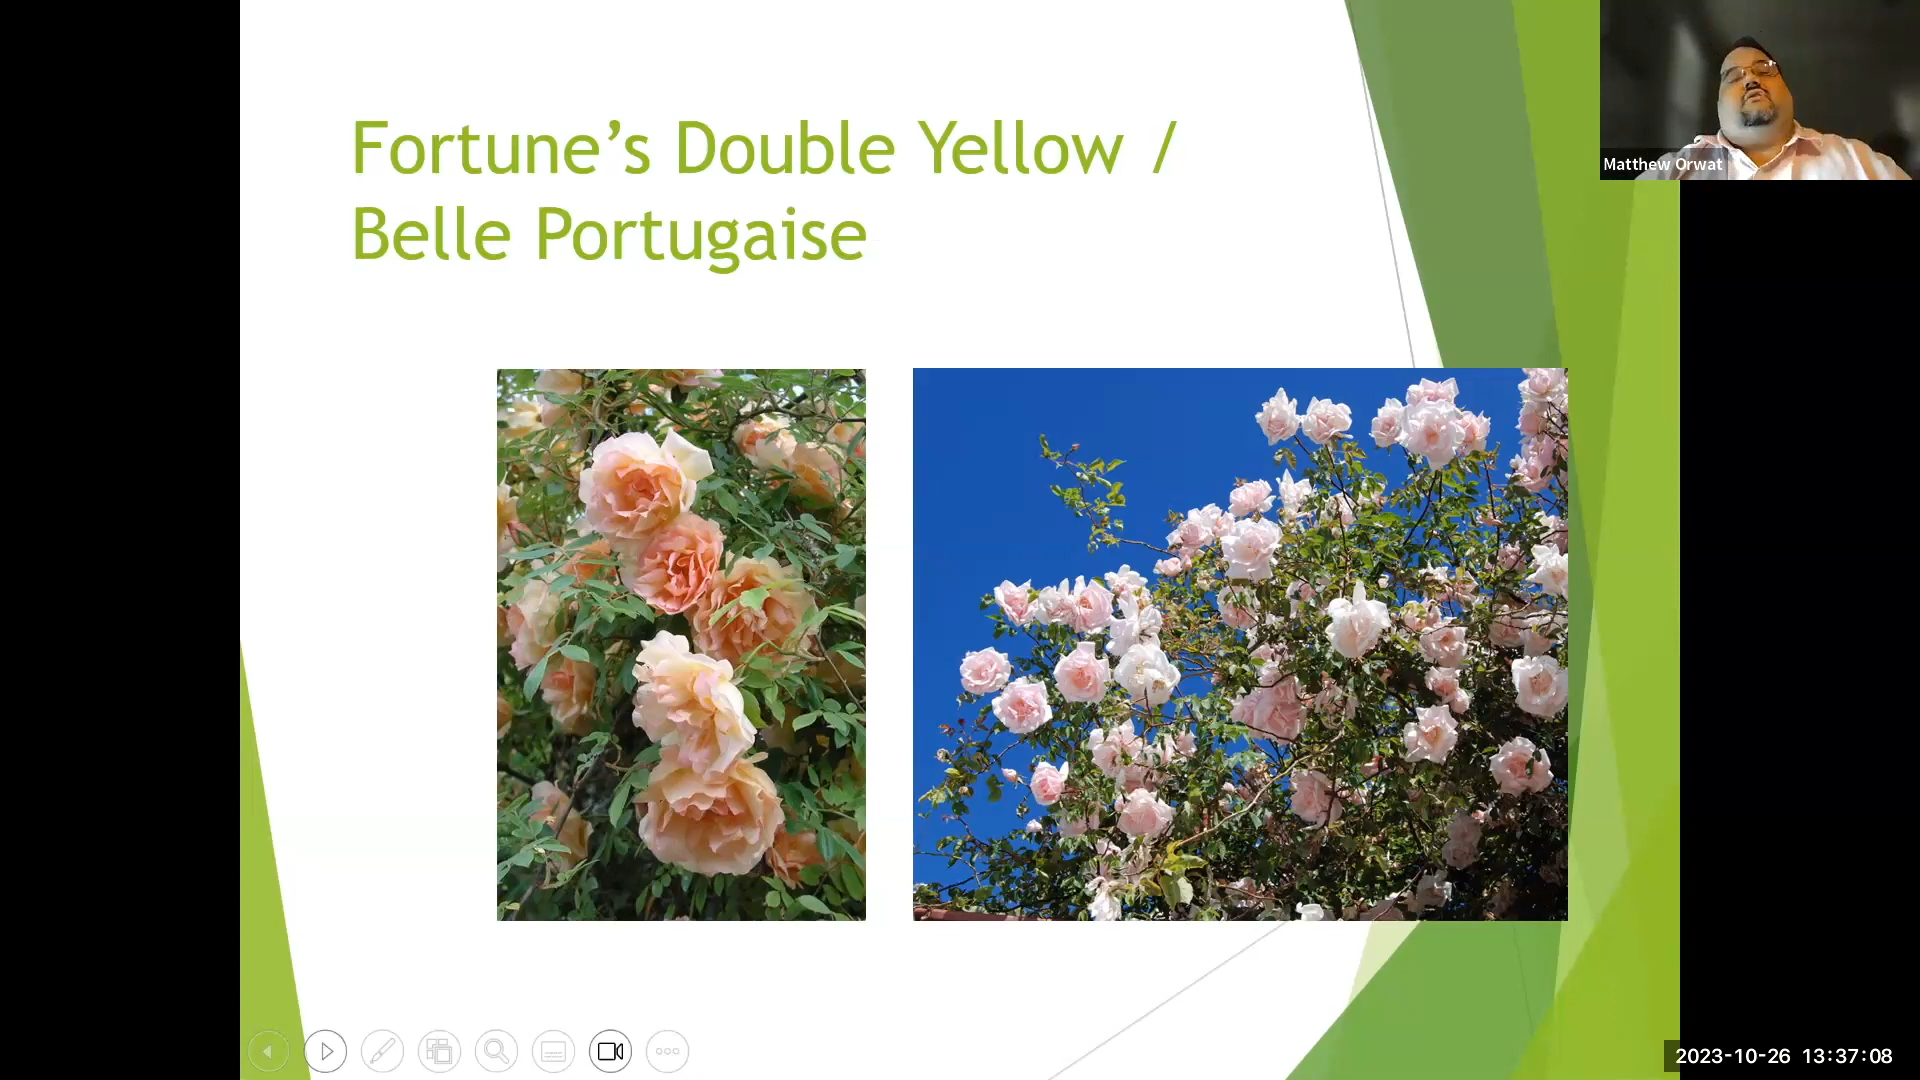 Fortune’s Double Yellow /
Belle Portugaise
Matthew Orwat
2023-10-26 13:37:08